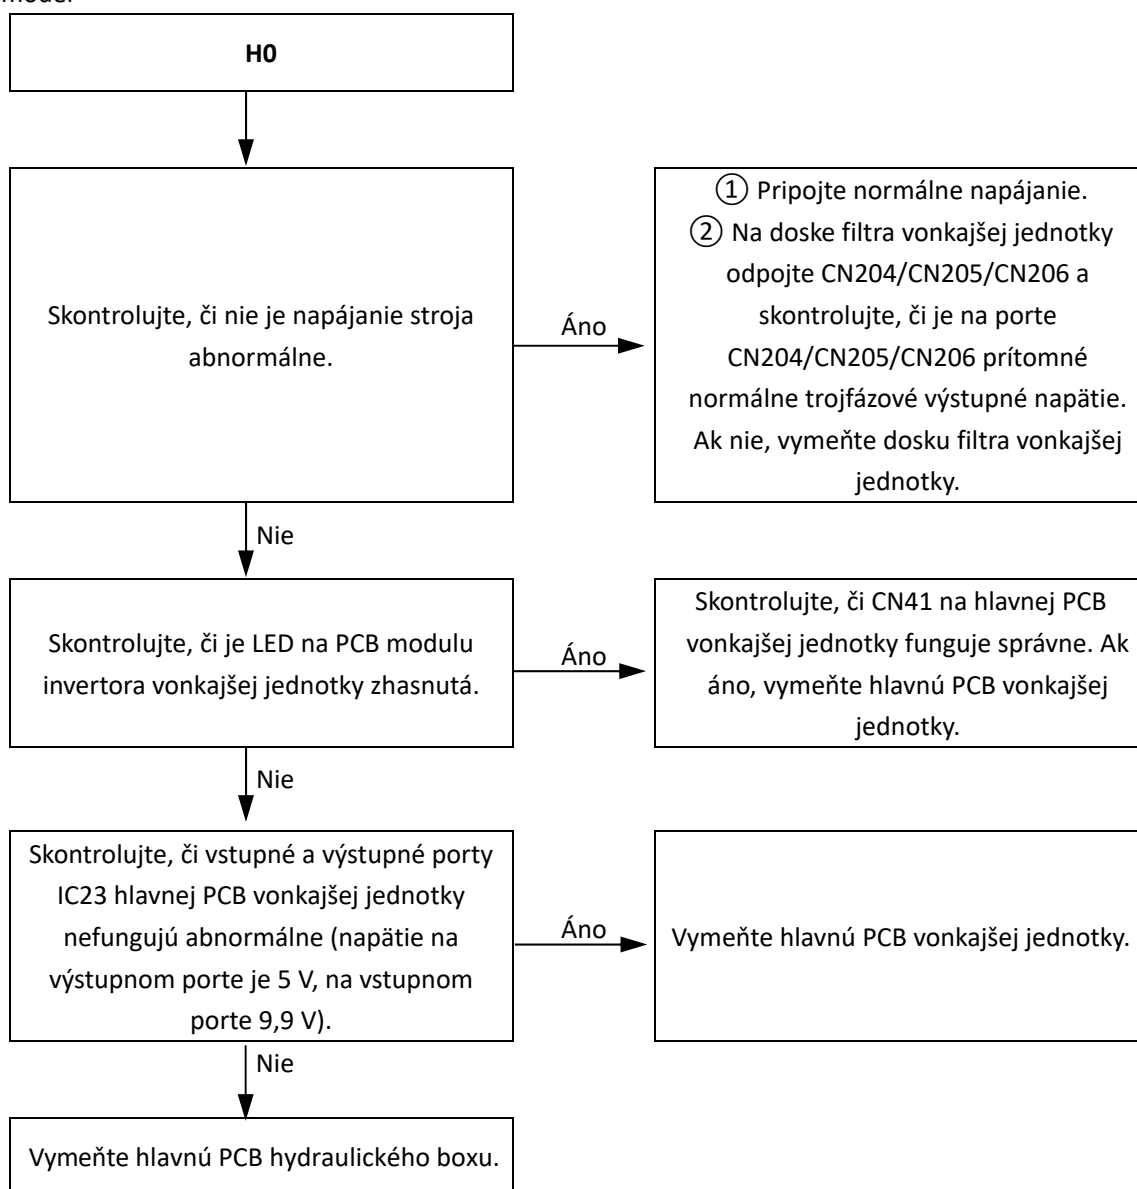 H0
Skontrolujte, či nie je napájanie stroja
abnormálne.
Áno
① Pripojte normálne napájanie.
② Na doske filtra vonkajšej jednotky
odpojte CN204/CN205/CN206 a
skontrolujte, či je na porte
CN204/CN205/CN206 prítomné
normálne trojfázové výstupné napätie.
Ak nie, vymeňte dosku filtra vonkajšej
jednotky.
Nie
Skontrolujte, či je LED na PCB modulu
invertora vonkajšej jednotky zhasnutá.
Áno
Skontrolujte, či CN41 na hlavnej PCB
vonkajšej jednotky funguje správne. Ak
áno, vymeňte hlavnú PCB vonkajšej
jednotky.
Nie
Skontrolujte, či vstupné a výstupné porty
IC23 hlavnej PCB vonkajšej jednotky
nefungujú abnormálne (napätie na
výstupnom porte je 5 V, na vstupnom
porte 9,9 V).
Áno
Vymeňte hlavnú PCB vonkajšej jednotky.
Nie
Vymeňte hlavnú PCB hydraulického boxu.